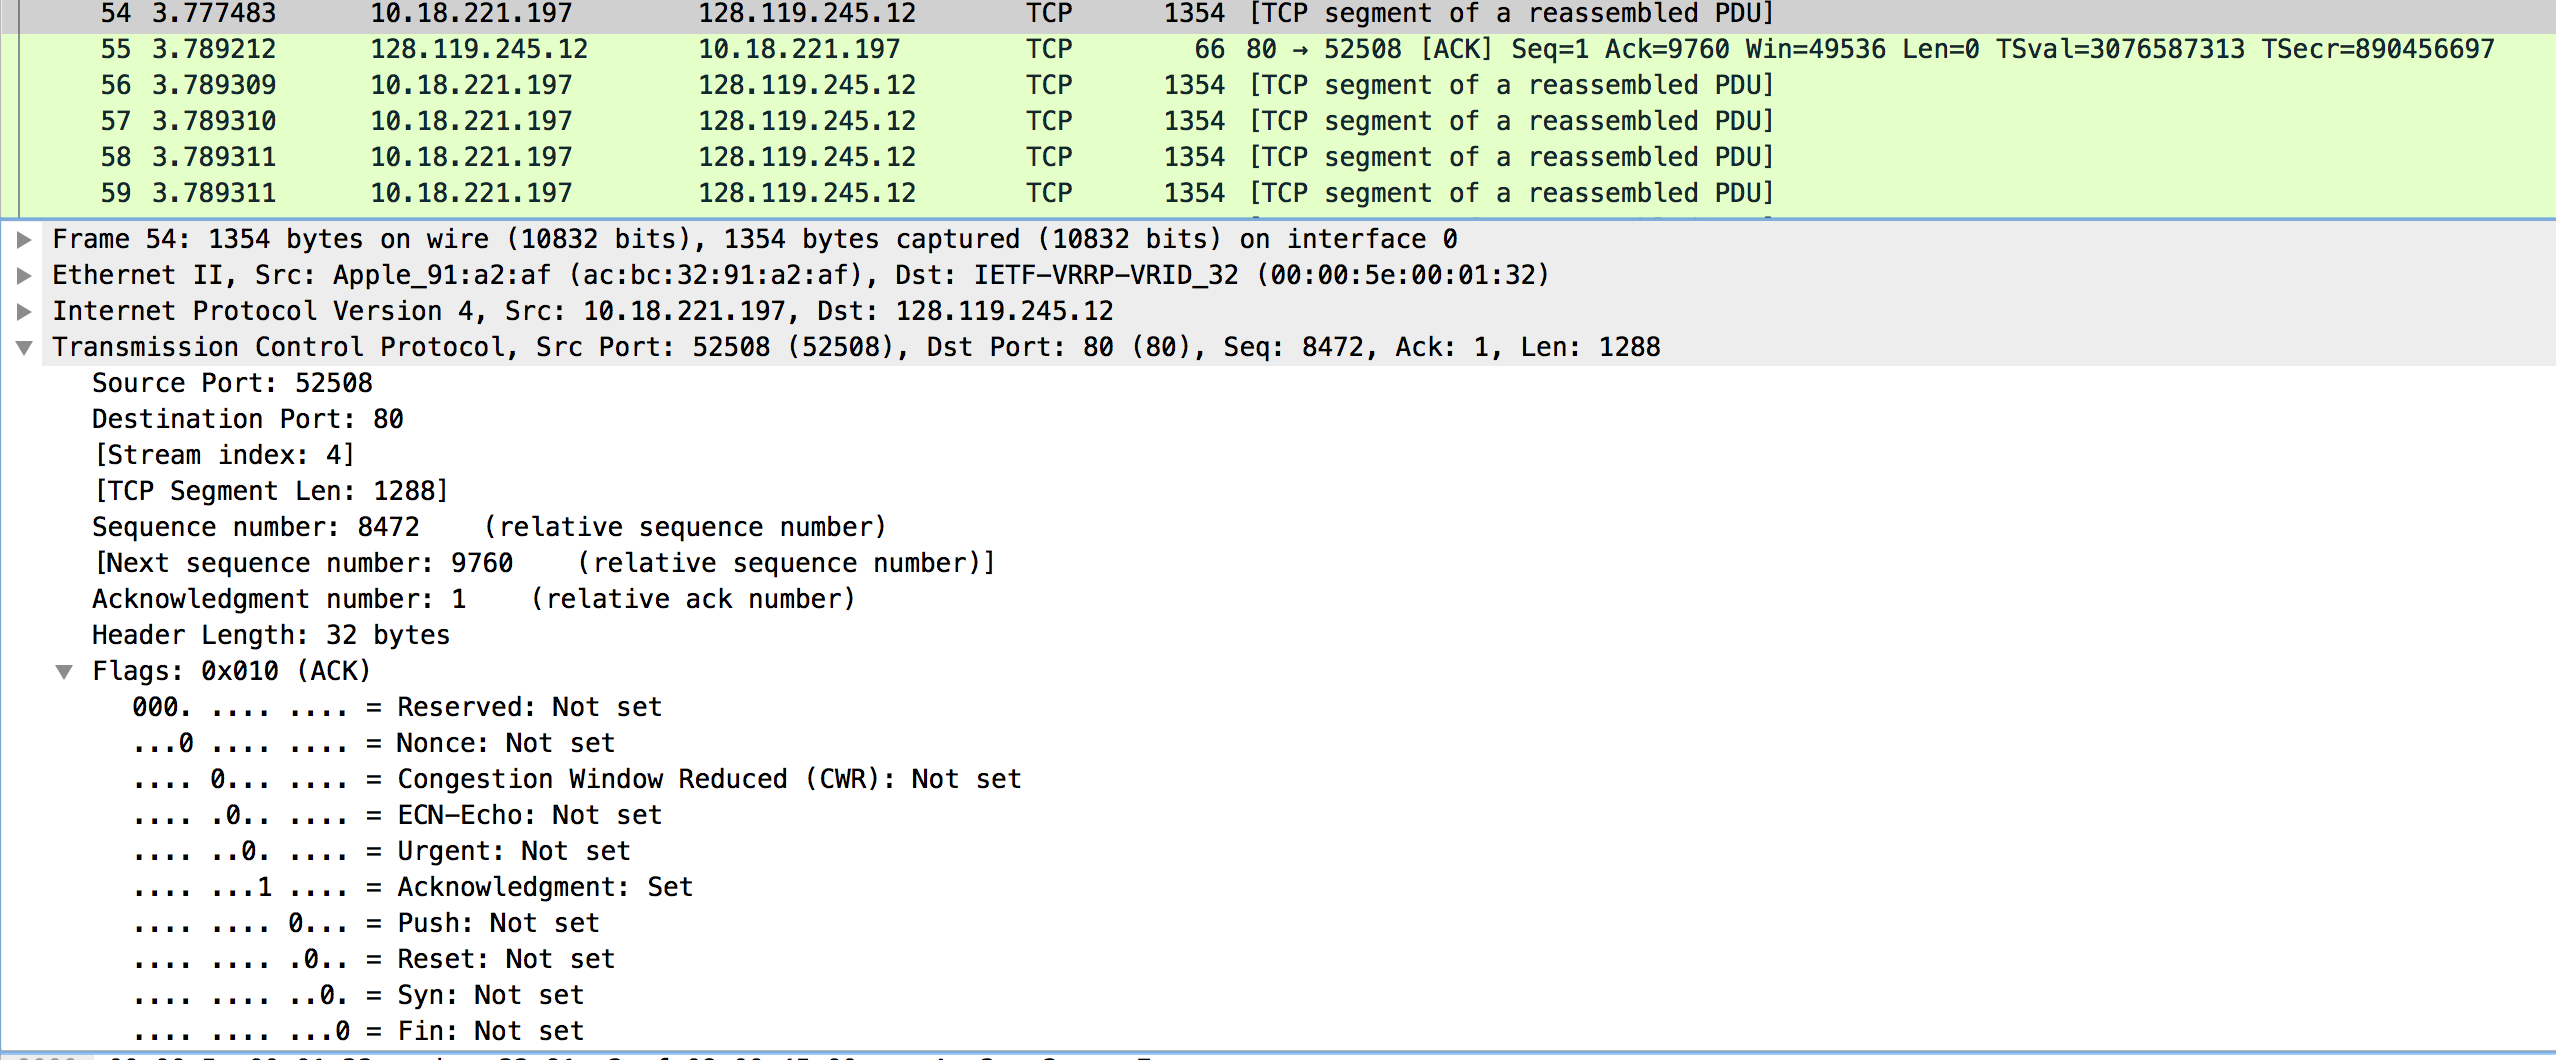 54 3.777483 10.18.221.197 128.119.245.12 TCP 1354 [TCP segment of a reassembled PDU]
55 3.789212 128.119.245.12 10.18.221.197 TCP 66 80 → 52508 [ACK] Seq=1 Ack=9760 Win=49536 Len=0 TSval=3076587313 TSecr=890456697
56 3.789309 10.18.221.197 128.119.245.12 TCP 1354 [TCP segment of a reassembled PDU]
57 3.789310 10.18.221.197 128.119.245.12 TCP 1354 [TCP segment of a reassembled PDU]
58 3.789311 10.18.221.197 128.119.245.12 TCP 1354 [TCP segment of a reassembled PDU]
59 3.789311 10.18.221.197 128.119.245.12 TCP 1354 [TCP segment of a reassembled PDU]
Frame 54: 1354 bytes on wire (10832 bits), 1354 bytes captured (10832 bits) on interface 0
Ethernet II, Src: Apple_91:a2:af (ac:bc:32:91:a2:af), Dst: IETF-VRRP-VRID_32 (00:00:5e:00:01:32)
Internet Protocol Version 4, Src: 10.18.221.197, Dst: 128.119.245.12
Transmission Control Protocol, Src Port: 52508 (52508), Dst Port: 80 (80), Seq: 8472, Ack: 1, Len: 1288
Source Port: 52508
Destination Port: 80
[Stream index: 4]
[TCP Segment Len: 1288]
Sequence number: 8472 (relative sequence number)
[Next sequence number: 9760 (relative sequence number)]
Acknowledgment number: 1 (relative ack number)
Header Length: 32 bytes
Flags: 0x010 (ACK)
000. .... .... = Reserved: Not set
...0 .... .... = Nonce: Not set
.... 0... .... = Congestion Window Reduced (CWR): Not set
.... .0.. .... = ECN-Echo: Not set
.... ..0. .... = Urgent: Not set
.... ...1 .... = Acknowledgment: Set
.... .... 0... = Push: Not set
.... .... .0.. = Reset: Not set
.... .... ..0. = Syn: Not set
.... .... ...0 = Fin: Not set